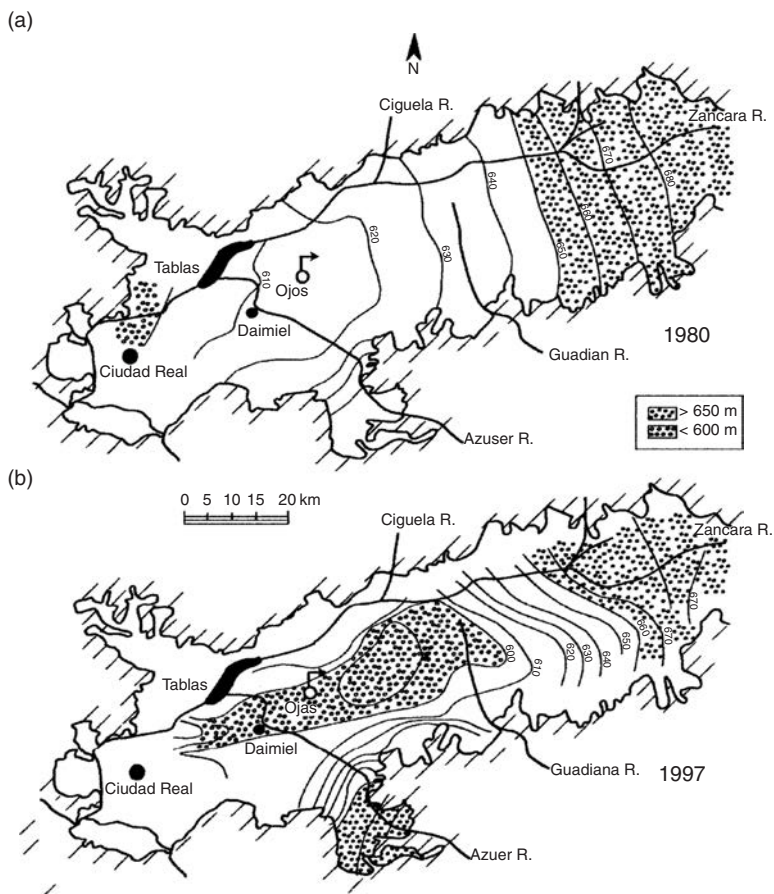 (a)
N
Ciguela R.
Zancara R.
670
680
640
660
650
620
630
Tablas
610
Ojos
Daimiel
1980
Guadian R.
Ciudad Real
> 650 m
< 600 m
Azuser R.
(b)
0 5 10 15 20 km
Ciguela R.
Zancara R.
670
650
660
670
600
610
620
630
640
Tablas
Ojas
Daimiel
Guadiana R.
1997
Ciudad Real
Azuer R.